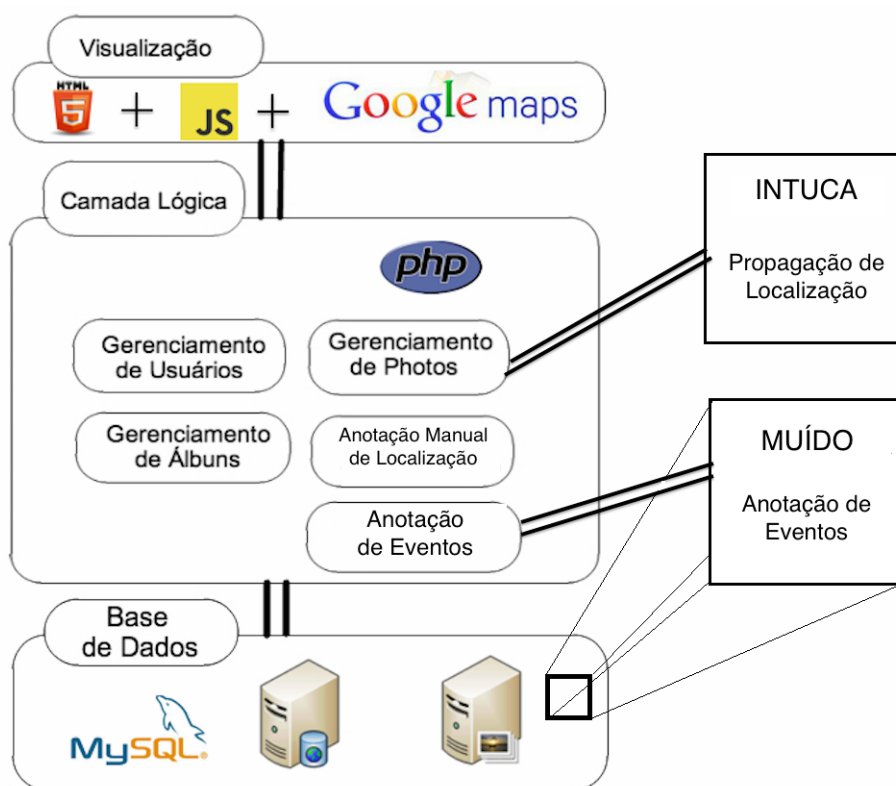 Visualização
HTML
5
+
JS
+
Google maps
Camada Lógica
php
Gerenciamento
de Usuários
Gerenciamento
de Photos
Gerenciamento
de Álbuns
Anotação Manual
de Localização
Anotação
de Eventos
INTUCA
Propagação de
Localização
MUÍDO
Anotação de
Eventos
Base
de Dados
MySQL